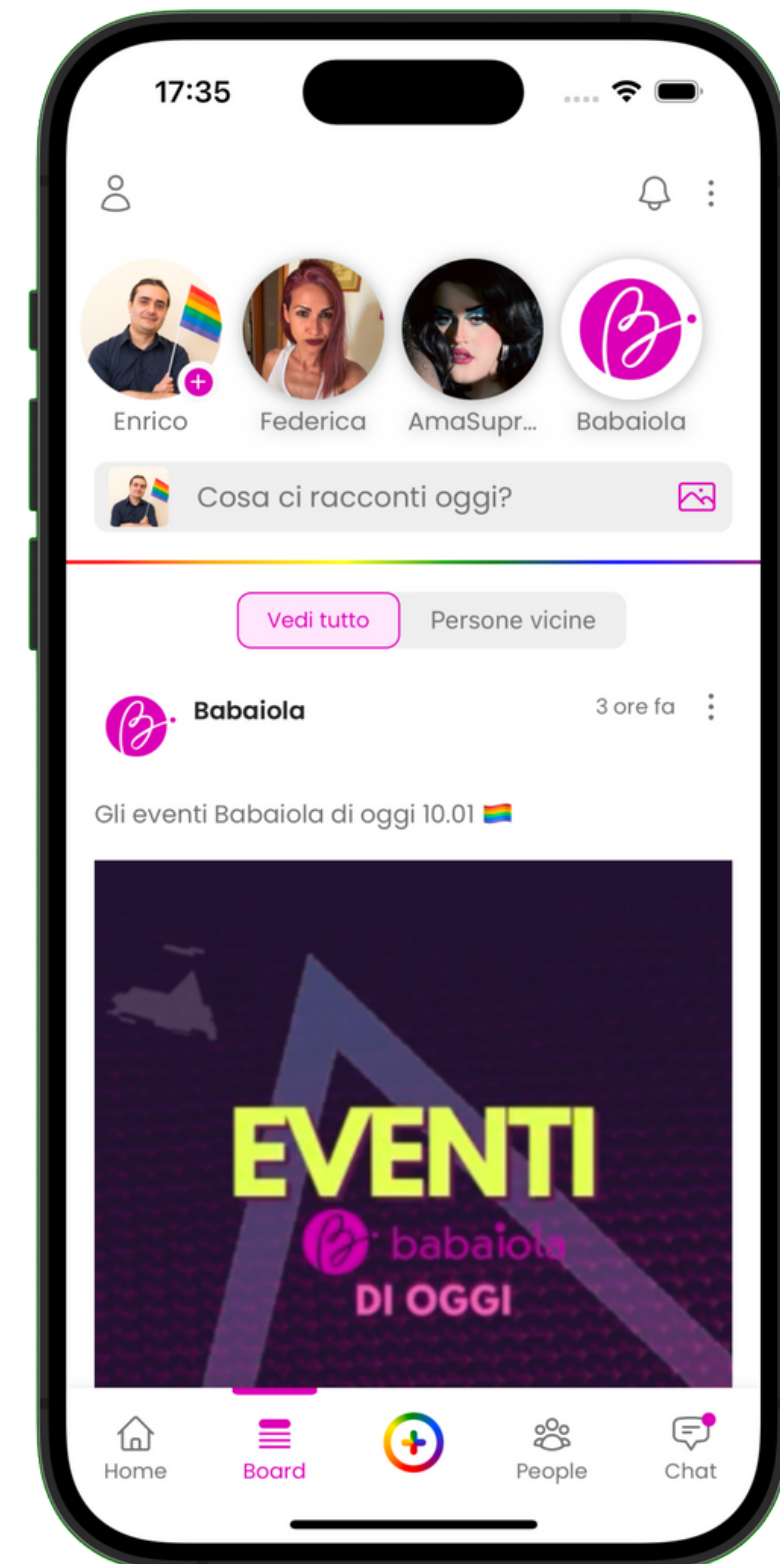 17:35
Enrico
Federica
AmaSupr...
Babaiola
Cosa ci racconti oggi?
Vedi tutto
Persone vicine
Babaiola
3 ore fa
Gli eventi Babaiola di oggi 10.01 🏳️‍🌈
EVENTI
babaiola
DI OGGI
Home
Board
People
Chat